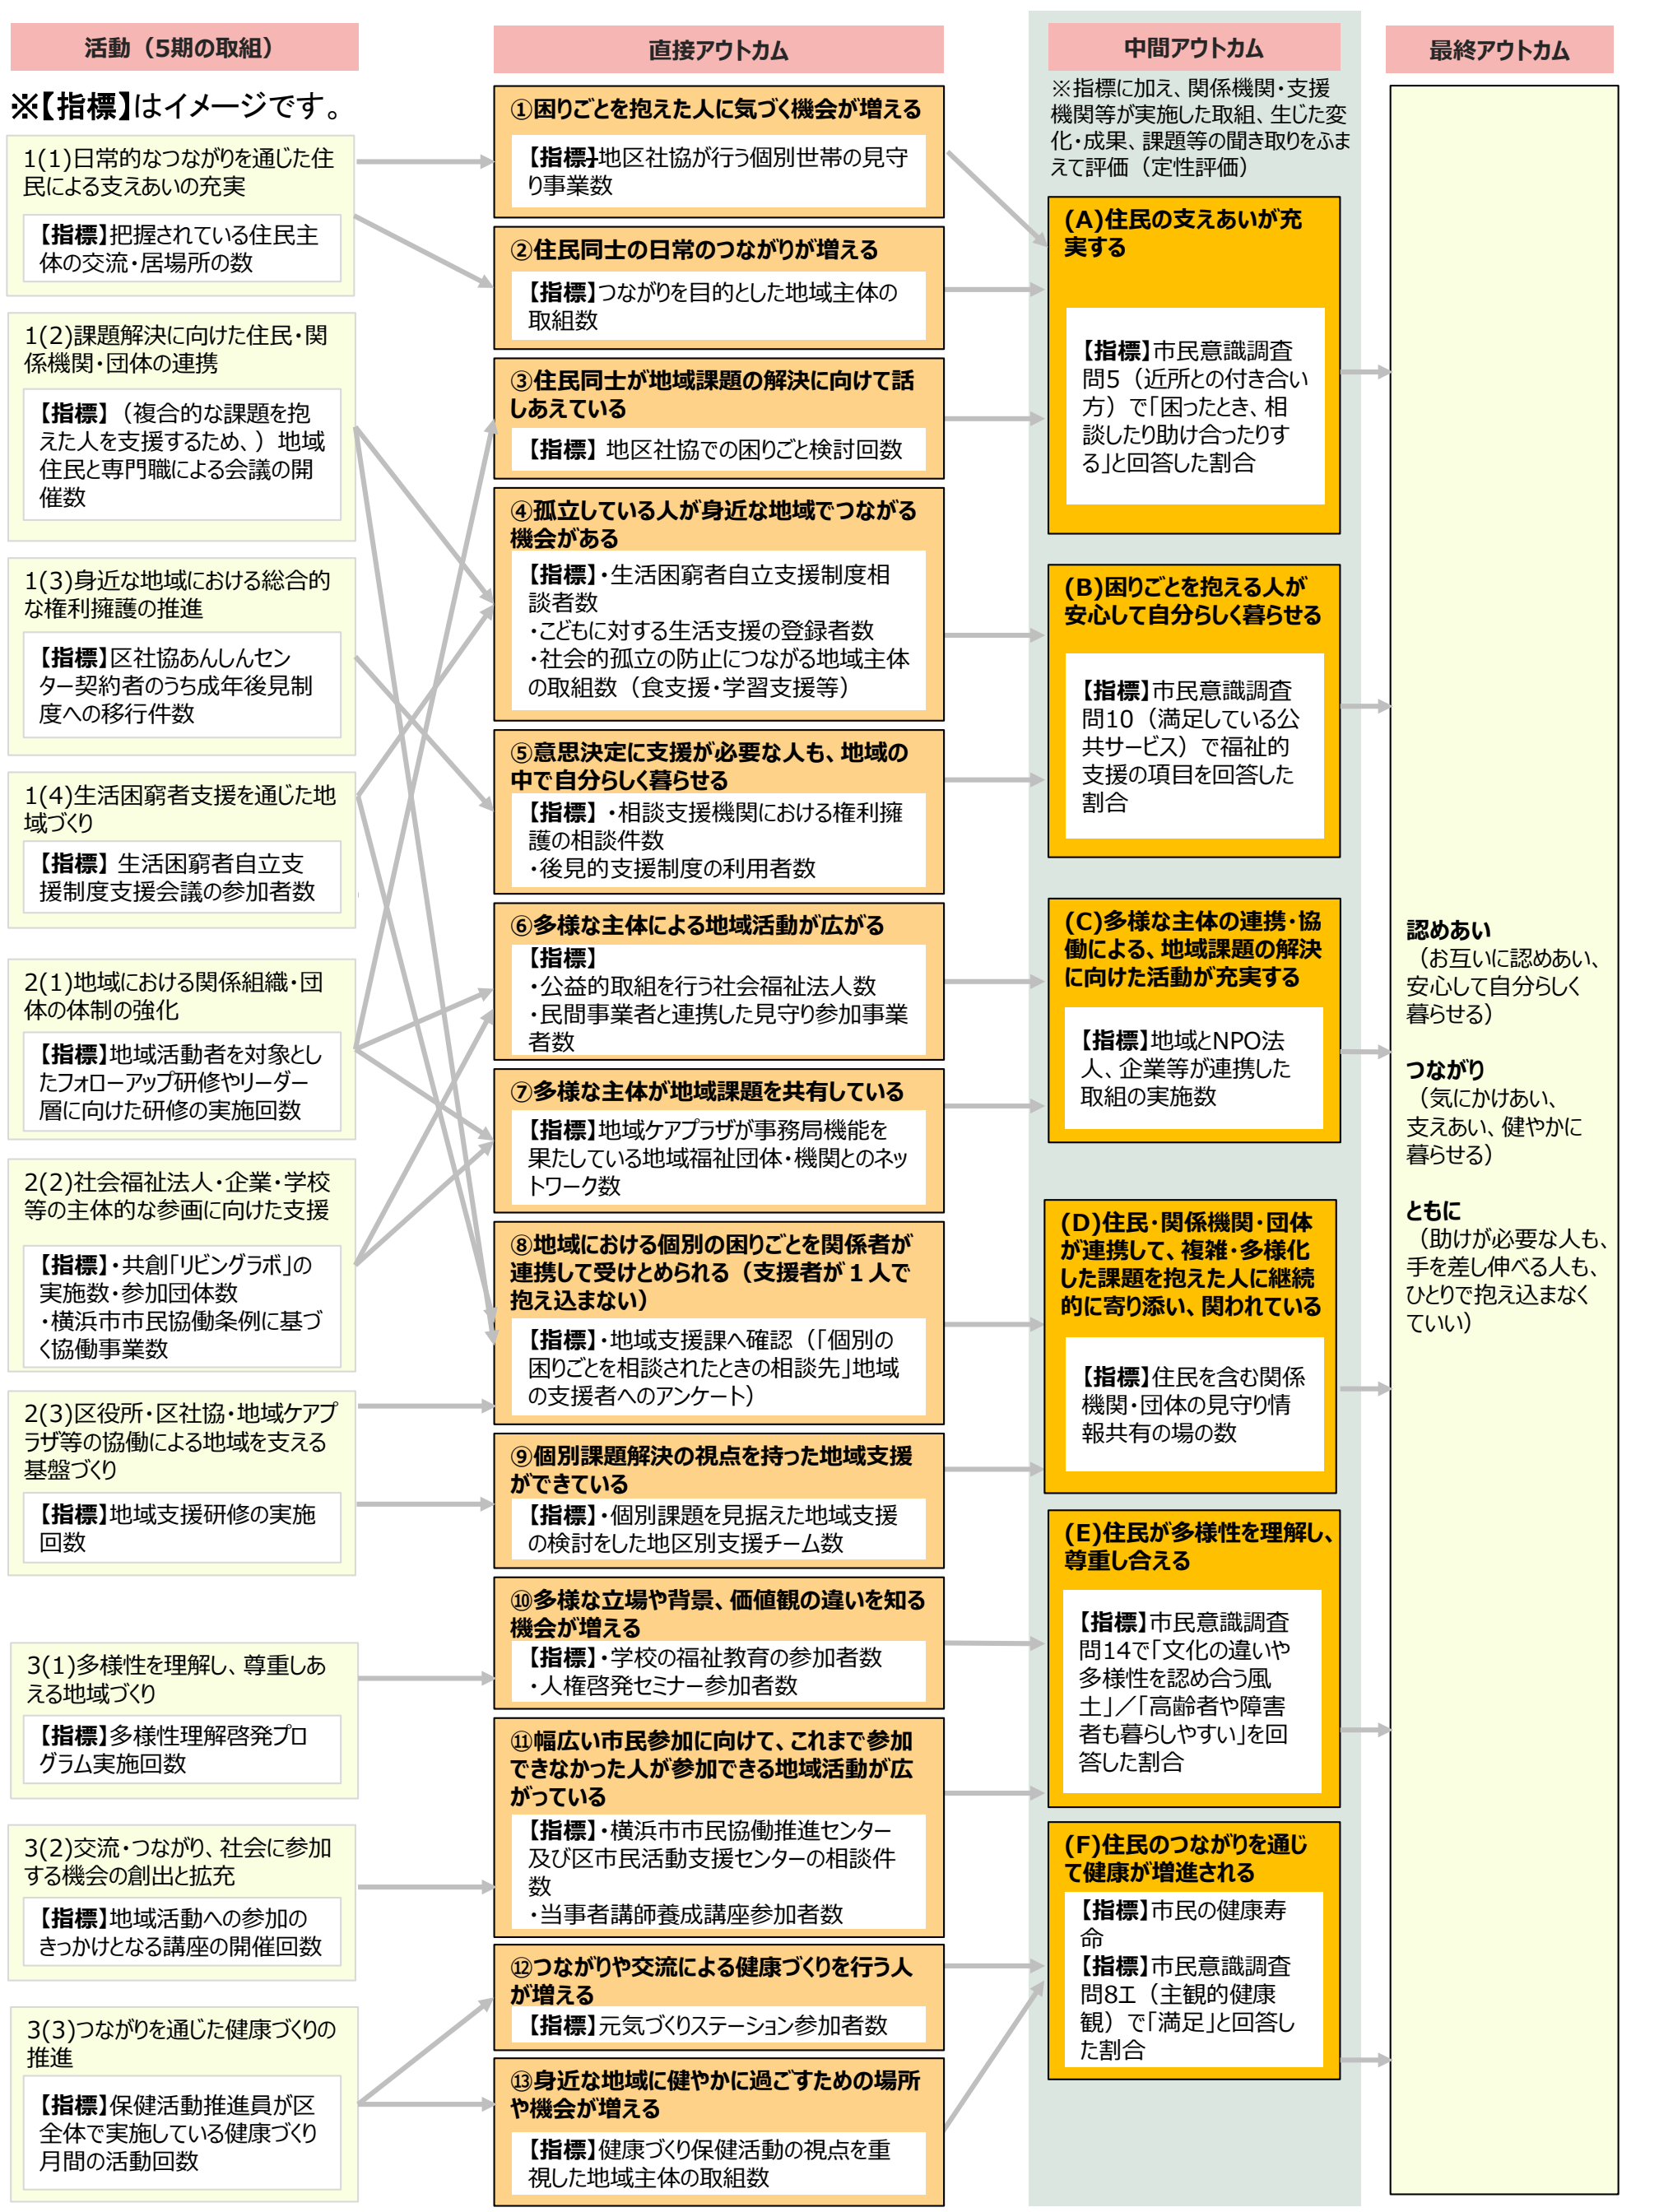 活動（5期の取組）
※【指標】はイメージです。
1(1)日常的なつながりを通じた住
民による支えあいの充実
【指標】把握されている住民主
体の交流・居場所の数
1(2)課題解決に向けた住民・関
係機関・団体の連携
【指標】（複合的な課題を抱
えた人を支援するため、）地域
住民と専門職による会議の開
催数
1(3)身近な地域における総合的
な権利擁護の推進
【指標】区社協あんしんセン
ター契約者のうち成年後見制
度への移行件数
1(4)生活困窮者支援を通じた地
域づくり
【指標】 生活困窮者自立支
援制度支援会議の参加者数
2(1)地域における関係組織・団
体の体制の強化
【指標】地域活動者を対象とし
たフォローアップ研修やリーダー
層に向けた研修の実施回数
2(2)社会福祉法人・企業・学校
等の主体的な参画に向けた支援
【指標】・共創「リビングラボ」の
実施数・参加団体数
・横浜市市民協働条例に基づ
く協働事業数
2(3)区役所・区社協・地域ケアプ
ラザ等の協働による地域を支える
基盤づくり
【指標】地域支援研修の実施
回数
3(1)多様性を理解し、尊重しあ
える地域づくり
【指標】多様性理解啓発プロ
グラム実施回数
3(2)交流・つながり、社会に参加
する機会の創出と拡充
【指標】地域活動への参加の
きっかけとなる講座の開催回数
3(3)つながりを通じた健康づくりの
推進
【指標】保健活動推進員が区
全体で実施している健康づくり
月間の活動回数
直接アウトカム
①困りごとを抱えた人に気づく機会が増える
【指標】・地区社協が行う個別世帯の見守
り事業数
②住民同士の日常のつながりが増える
【指標】つながりを目的とした地域主体の
取組数
③住民同士が地域課題の解決に向けて話
しあえている
【指標】 地区社協での困りごと検討回数
④孤立している人が身近な地域でつながる
機会がある
【指標】・生活困窮者自立支援制度相
談者数
・こどもに対する生活支援の登録者数
・社会的孤立の防止につながる地域主体
の取組数（食支援・学習支援等）
⑤意思決定に支援が必要な人も、地域の
中で自分らしく暮らせる
【指標】 ・相談支援機関における権利擁
護の相談件数
・後見的支援制度の利用者数
⑥多様な主体による地域活動が広がる
【指標】
・公益的取組を行う社会福祉法人数
・民間事業者と連携した見守り参加事業
者数
⑦多様な主体が地域課題を共有している
【指標】地域ケアプラザが事務局機能を
果たしている地域福祉団体・機関とのネッ
トワーク数
⑧地域における個別の困りごとを関係者が
連携して受けとめられる（支援者が１人で
抱え込まない）
【指標】・地域支援課へ確認（「個別の
困りごとを相談されたときの相談先」地域
の支援者へのアンケート）
⑨個別課題解決の視点を持った地域支援
ができている
【指標】・個別課題を見据えた地域支援
の検討をした地区別支援チーム数
⑩多様な立場や背景、価値観の違いを知る
機会が増える
【指標】・学校の福祉教育の参加者数
・人権啓発セミナー参加者数
⑪幅広い市民参加に向けて、これまで参加
できなかった人が参加できる地域活動が広
がっている
【指標】・横浜市市民協働推進センター
及び区市民活動支援センターの相談件
数
・当事者講師養成講座参加者数
⑫つながりや交流による健康づくりを行う人
が増える
【指標】元気づくりステーション参加者数
⑬身近な地域に健やかに過ごすための場所
や機会が増える
【指標】健康づくり保健活動の視点を重
視した地域主体の取組数
中間アウトカム
※指標に加え、関係機関・支援
機関等が実施した取組、生じた変
化・成果、課題等の聞き取りをふま
えて評価（定性評価）
(A)住民の支えあいが充
実する
【指標】市民意識調査
問5（近所との付き合い
方）で「困ったとき、相
談したり助け合ったりす
る」と回答した割合
(B)困りごとを抱える人が
安心して自分らしく暮らせる
【指標】市民意識調査
問10（満足している公
共サービス）で福祉的
支援の項目を回答した
割合
(C)多様な主体の連携・協
働による、地域課題の解決
に向けた活動が充実する
【指標】地域とNPO法
人、企業等が連携した
取組の実施数
(D)住民・関係機関・団体
が連携して、複雑・多様化
した課題を抱えた人に継続
的に寄り添い、関われている
【指標】住民を含む関係
機関・団体の見守り情
報共有の場の数
(E)住民が多様性を理解し、
尊重し合える
【指標】市民意識調査
問14で「文化の違いや
多様性を認め合う風
土」／「高齢者や障害
者も暮らしやすい」を回
答した割合
(F)住民のつながりを通じ
て健康が増進される
【指標】市民の健康寿
命
【指標】市民意識調査
問8エ（主観的健康
観）で「満足」と回答し
た割合
最終アウトカム
認めあい
（お互いに認めあい、
安心して自分らしく
暮らせる）
つながり
（気にかけあい、
支えあい、健やかに
暮らせる）
ともに
（助けが必要な人も、
手を差し伸べる人も、
ひとりで抱え込まなく
ていい）